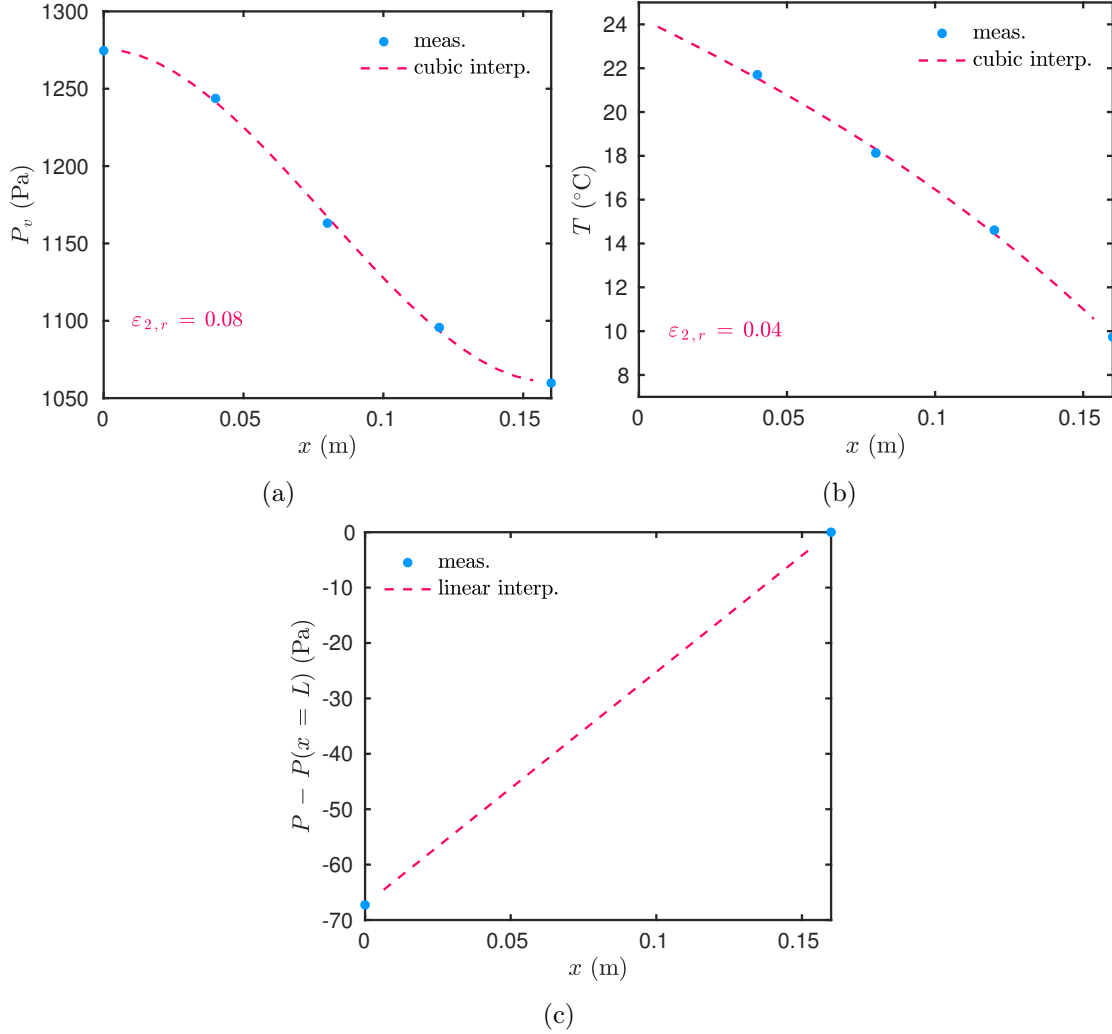 1300
1250
1200
1150
1100
1050
P_v (Pa)
meas.
cubic interp.
ε_{2,r} = 0.08
0 0.05 0.1 0.15
x (m)
(a)
24
22
20
18
16
14
12
10
8
T (°C)
meas.
cubic interp.
ε_{2,r} = 0.04
0 0.05 0.1 0.15
x (m)
(b)
0
-10
-20
-30
-40
-50
-60
-70
P − P(x = L) (Pa)
meas.
linear interp.
0 0.05 0.1 0.15
x (m)
(c)